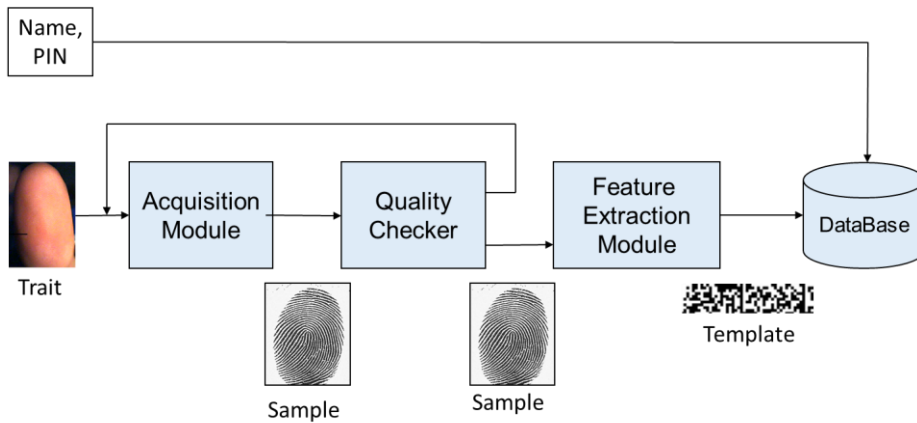 Name,
PIN
Acquisition
Module
Quality
Checker
Feature
Extraction
Module
DataBase
Trait
Sample
Sample
Template